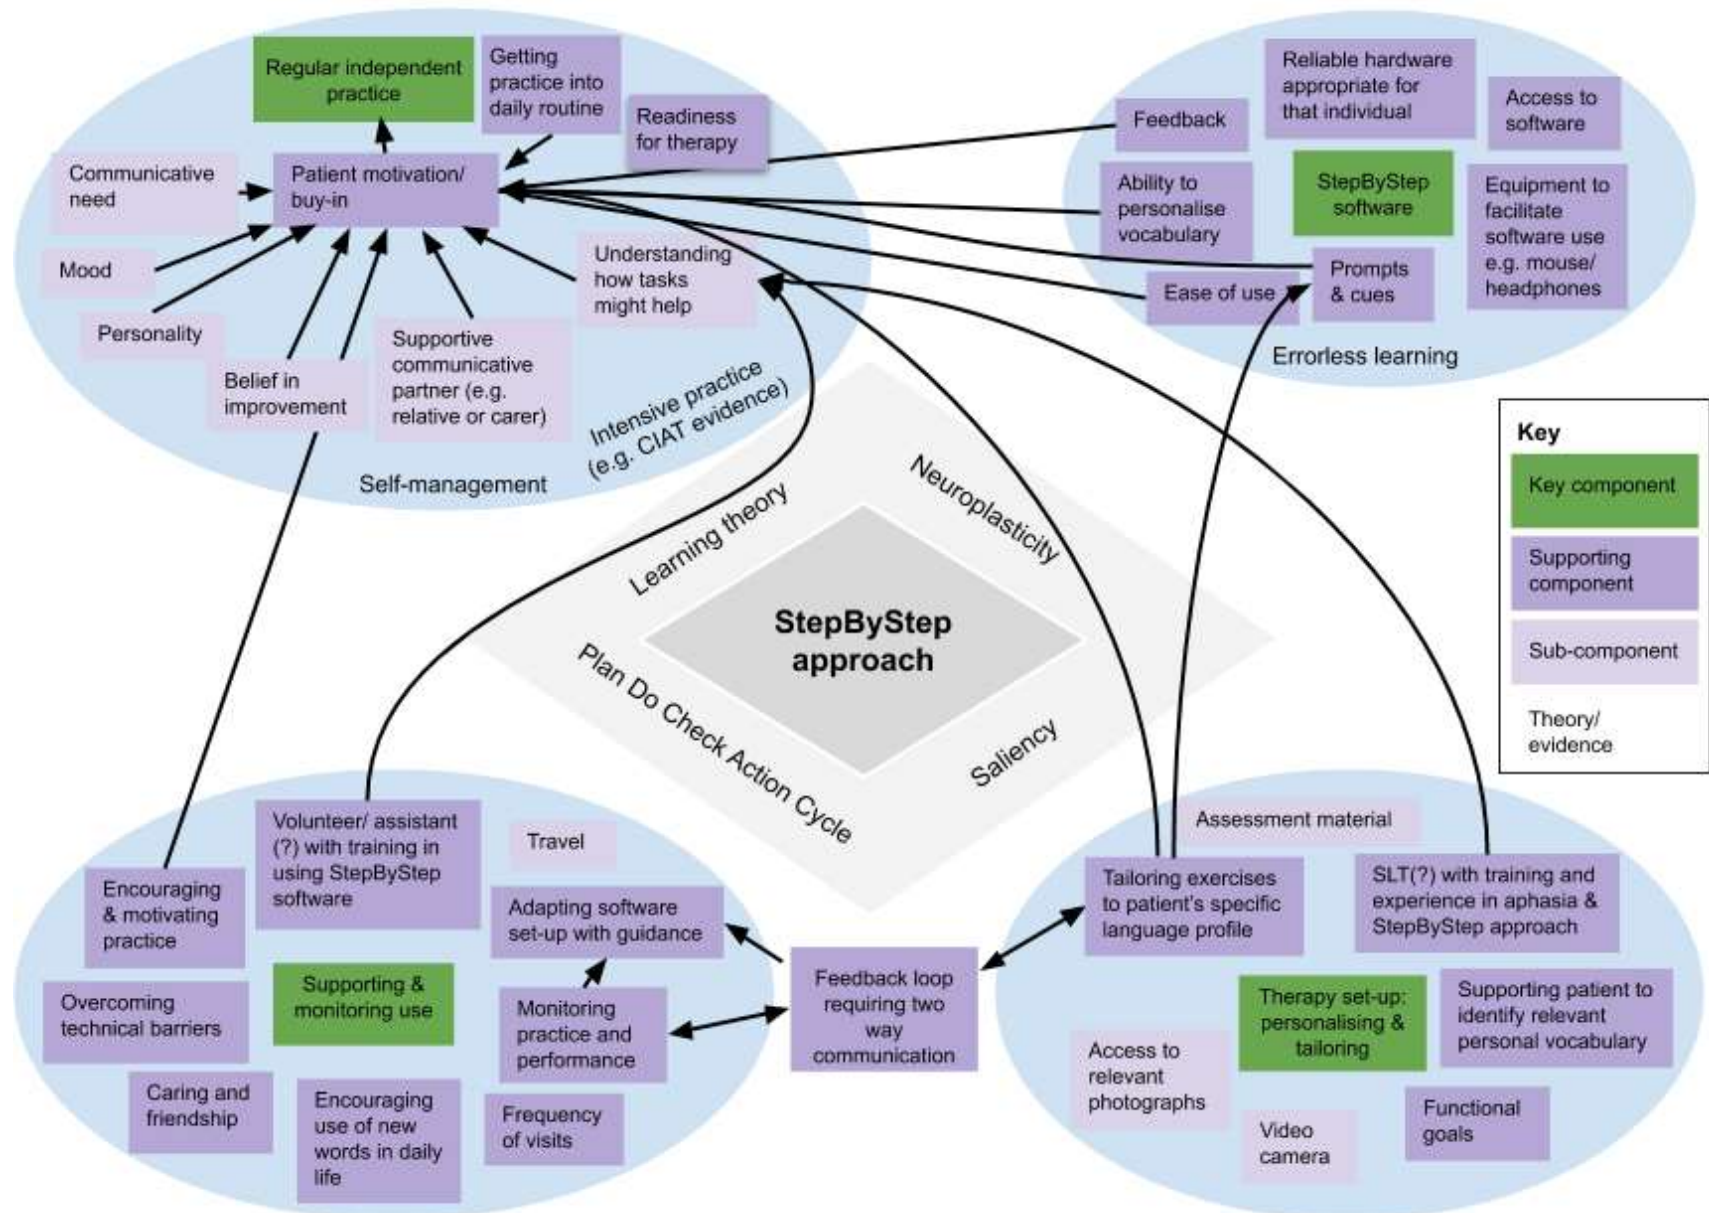 Regular independent
practice
Getting
practice into
daily routine
Readiness
for therapy
Communicative
need
Patient motivation/
buy-in
Mood
Personality
Belief in
improvement
Supportive
communicative
partner (e.g.
relative or carer)
Understanding
how tasks
might help
Intensive practice
(e.g. CIAT evidence)
Self-management
Feedback
Reliable hardware
appropriate for
that individual
Access to
software
Ability to
personalise
vocabulary
StepByStep
software
Equipment to
facilitate
software use
e.g. mouse/
headphones
Ease of use
Prompts
& cues
Errorless learning
Key
Key component
Supporting
component
Sub-component
Theory/
evidence
Learning theory
Neuroplasticity
StepByStep
approach
Plan Do Check Action Cycle
Saliency
Encouraging
& motivating
practice
Volunteer/ assistant
(?) with training in
using StepByStep
software
Travel
Adapting software
set-up with guidance
Supporting &
monitoring use
Overcoming
technical barriers
Monitoring
practice and
performance
Caring and
friendship
Encouraging
use of new
words in daily
life
Frequency
of visits
Feedback loop
requiring two
way
communication
Assessment material
Tailoring exercises
to patient's specific
language profile
SLT(?) with training and
experience in aphasia &
StepByStep approach
Therapy set-up:
personalising &
tailoring
Supporting patient to
identify relevant
personal vocabulary
Access to
relevant
photographs
Video
camera
Functional
goals